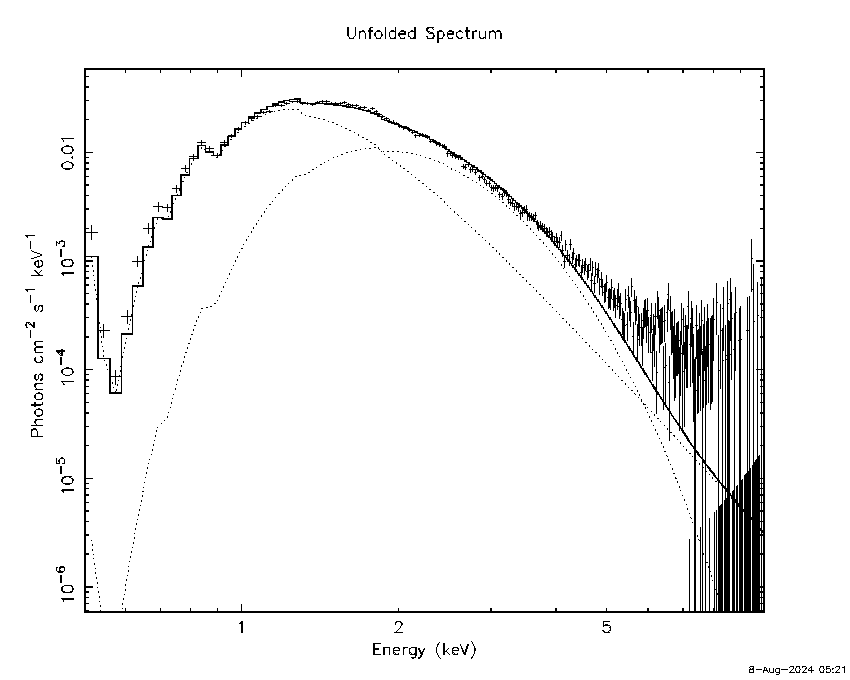 Unfolded Spectrum
Photons cm⁻² s⁻¹ keV⁻¹
0.01
10⁻³
10⁻⁴
10⁻⁵
10⁻⁶
1 2 5
Energy (keV)
8-Aug-2024 05:21